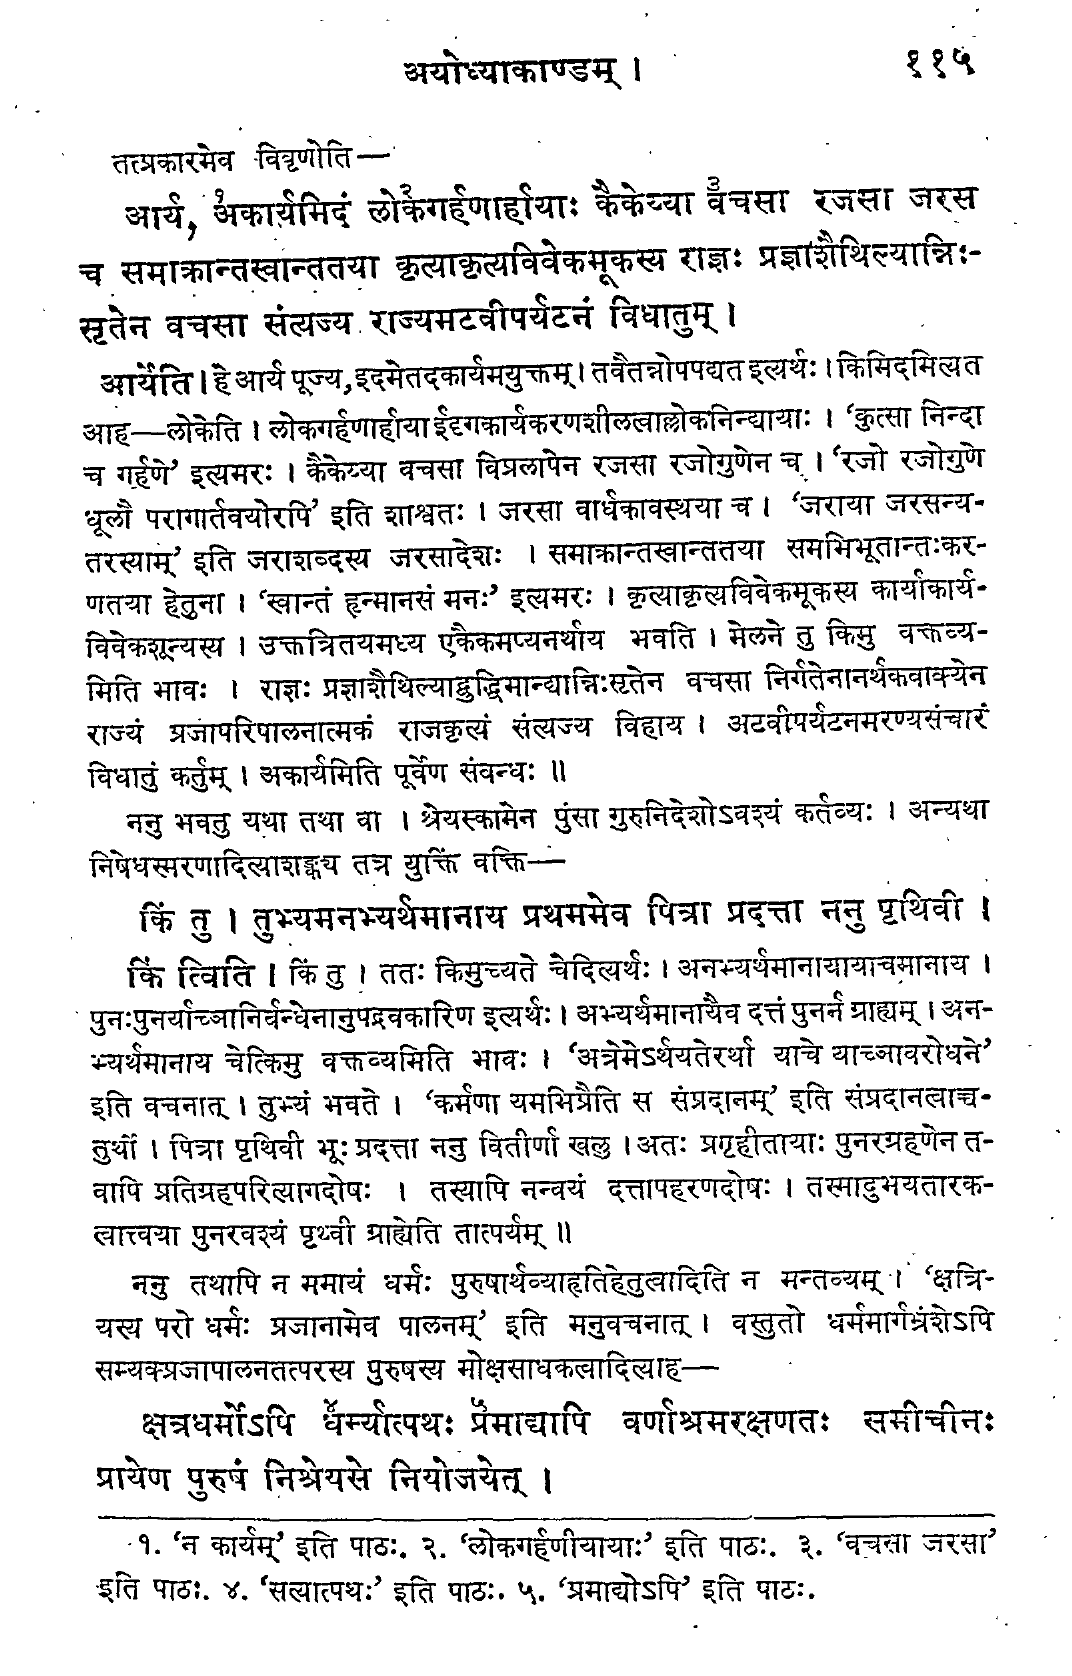 अयोध्याकाण्डम् । ११५
तत्प्रकारमेव विवृणोति—
आर्य, १अकार्यमिदं लोक२गर्हणार्हायाः कैकेय्या ३वचसा रजसा जरस
च समाक्रान्तस्वान्ततया कृत्याकृत्यविवेकमूकस्य राज्ञः प्रज्ञाशैथिल्यान्निः-
सृतेन वचसा संत्यज्य राज्यमटवीपर्यटनं विधातुम् ।
आर्येति । हे आर्य पूज्य, इदमेतदकार्यमयुक्तम् । तवैतन्नोपपद्यत इत्यर्थः । किमिदमित्यत
आह—लोकेति । लोकगर्हणार्हाया ईदृगकार्यकरणशीलत्वाल्लोकनिन्द्यायाः । ‘कुत्सा निन्दा
च गर्हणे’ इत्यमरः । कैकेय्या वचसा विप्रलापेन रजसा रजोगुणेन च । ‘रजो रजोगुणे
धूलौ परागार्तवयोरपि’ इति शाश्वतः । जरसा वार्धकावस्थया च । ‘जराया जरसन्य-
तरस्याम्’ इति जराशब्दस्य जरसादेशः । समाक्रान्तस्वान्ततया समभिभूतान्तःकर-
णतया हेतुना । ‘स्वान्तं हृन्मानसं मनः’ इत्यमरः । कृत्याकृत्यविवेकमूकस्य कार्याकार्य-
विवेकशून्यस्य । उक्तत्रितयमध्य एकैकमप्यनर्थाय भवति । मेलने तु किमु वक्तव्य-
मिति भावः । राज्ञः प्रज्ञाशैथिल्याद्बुद्धिमान्द्यान्निःसृतेन वचसा निर्गतेनानर्थकवाक्येन
राज्यं प्रजापरिपालनात्मकं राजकृत्यं संत्यज्य विहाय । अटवीपर्यटनमरण्यसंचारं
विधातुं कर्तुम् । अकार्यमिति पूर्वेण संबन्धः ॥
ननु भवतु यथा तथा वा । श्रेयस्कामेन पुंसा गुरुनिदेशोऽवश्यं कर्तव्यः । अन्यथा
निषेधस्मरणादित्याशङ्कय तत्र युक्तिं वक्ति—
किं तु । तुभ्यमनभ्यर्थमानाय प्रथममेव पित्रा प्रदत्ता ननु पृथिवी ।
किं त्विति । किं तु । ततः किमुच्यते चेदित्यर्थः । अनभ्यर्थमानायायाचमानाय ।
पुनःपुनर्याच्ञानिर्बन्धेनानुपद्रवकारिण इत्यर्थः । अभ्यर्थमानायैव दत्तं पुनर्न ग्राह्यम् । अन-
भ्यर्थमानाय चेत्किमु वक्तव्यमिति भावः । ‘अत्रेमेऽर्थयतेरर्था याचे याच्ञावरोधने’
इति वचनात् । तुभ्यं भवते । ‘कर्मणा यमभिप्रैति स संप्रदानम्’ इति संप्रदानत्वाच्च-
तुर्थी । पित्रा पृथिवी भूः प्रदत्ता ननु वितीर्णा खलु । अतः प्रगृहीतायाः पुनरग्रहणेन त-
वापि प्रतिग्रहपरित्यागदोषः । तस्यापि नन्वयं दत्तापहरणदोषः । तस्मादुभयतारक-
त्वात्त्वया पुनरवश्यं पृथ्वी ग्राह्येति तात्पर्यम् ॥
ननु तथापि न ममायं धर्मः पुरुषार्थव्याहृतिहेतुत्वादिति न मन्तव्यम् । ‘क्षत्रि-
यस्य परो धर्मः प्रजानामेव पालनम्’ इति मनुवचनात् । वस्तुतो धर्ममार्गभ्रंशेऽपि
सम्यक्प्रजापालनतत्परस्य पुरुषस्य मोक्षसाधकत्वादित्याह—
क्षत्रधर्मोऽपि ४धर्म्यात्पथः ५प्रमाद्यापि वर्णाश्रमरक्षणतः समीचीनः
प्रायेण पुरुषं निश्रेयसे नियोजयेत् ।
१. ‘न कार्यम्’ इति पाठः. २. ‘लोकगर्हणीयायाः’ इति पाठः. ३. ‘वचसा जरसा’
इति पाठः. ४. ‘सत्यात्पथः’ इति पाठः. ५. ‘प्रमाद्योऽपि’ इति पाठः.